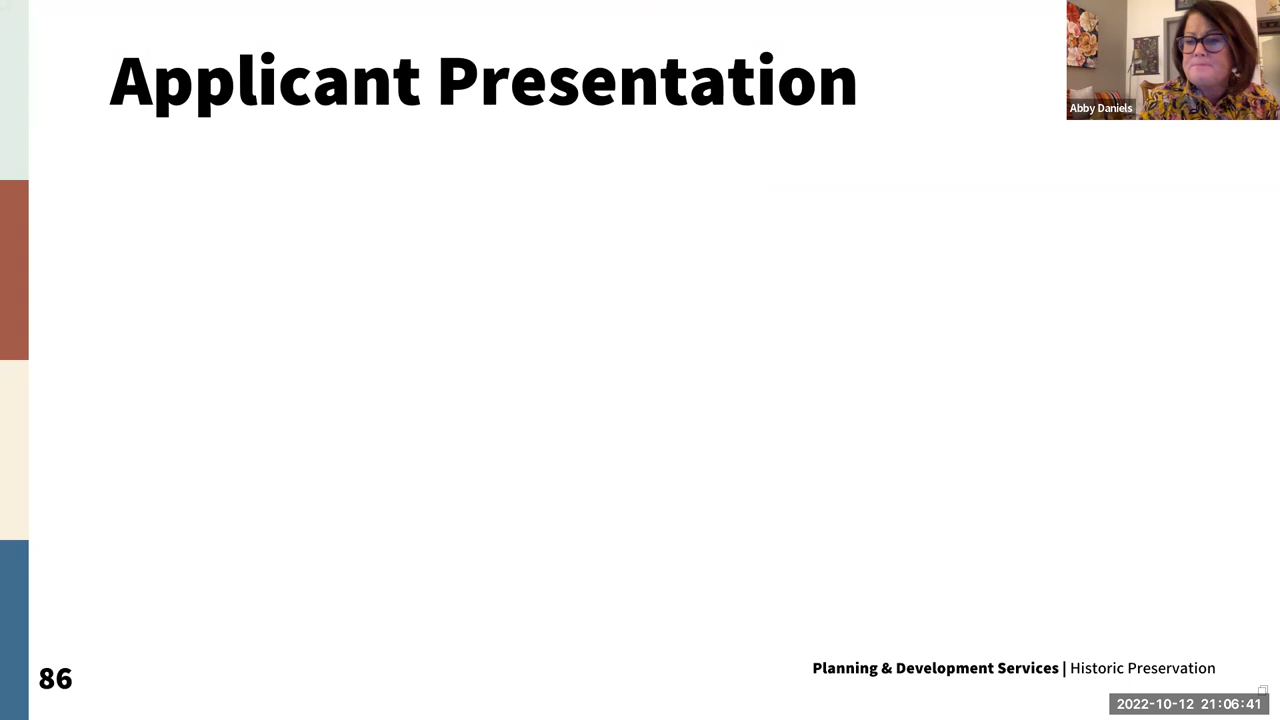 Applicant Presentation
Abby Daniels
86
Planning & Development Services | Historic Preservation
2022-10-12 21:06:41